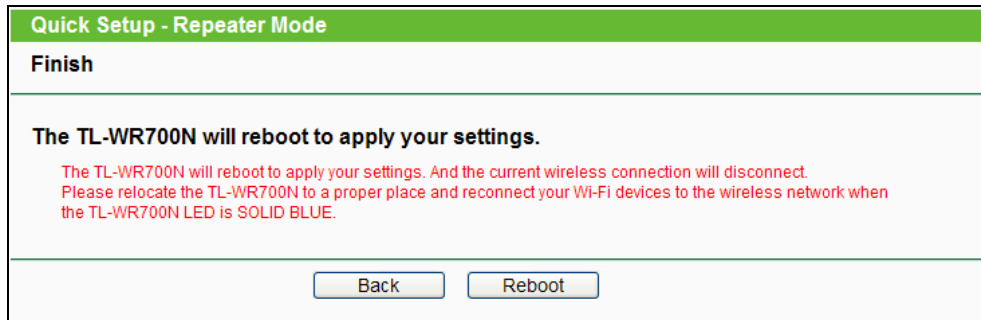 Quick Setup - Repeater Mode
Finish
The TL-WR700N will reboot to apply your settings.
The TL-WR700N will reboot to apply your settings. And the current wireless connection will disconnect.
Please relocate the TL-WR700N to a proper place and reconnect your Wi-Fi devices to the wireless network when
the TL-WR700N LED is SOLID BLUE.
Back Reboot